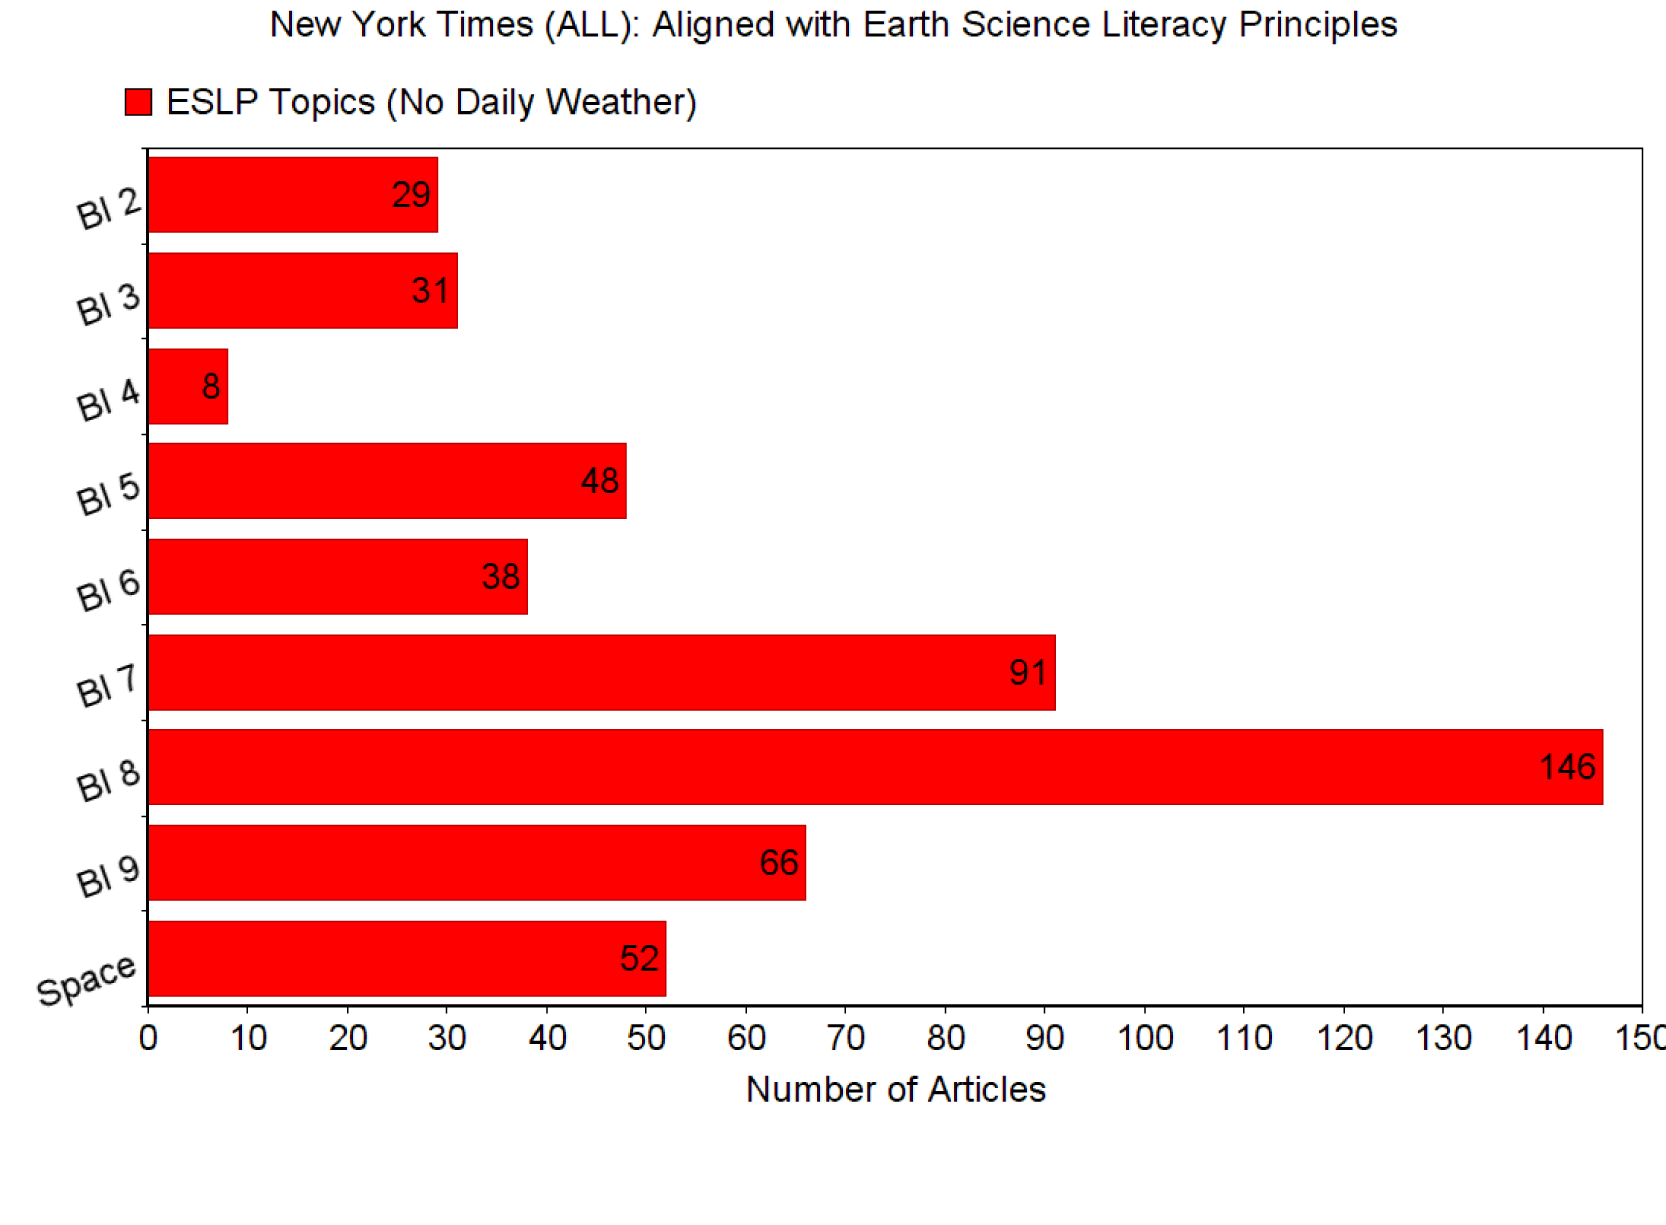 New York Times (ALL): Aligned with Earth Science Literacy Principles
ESLP Topics (No Daily Weather)
BI 2
29
BI 3
31
BI 4
8
BI 5
48
BI 6
38
BI 7
91
BI 8
146
BI 9
66
Space
52
0 10 20 30 40 50 60 70 80 90 100 110 120 130 140 150
Number of Articles